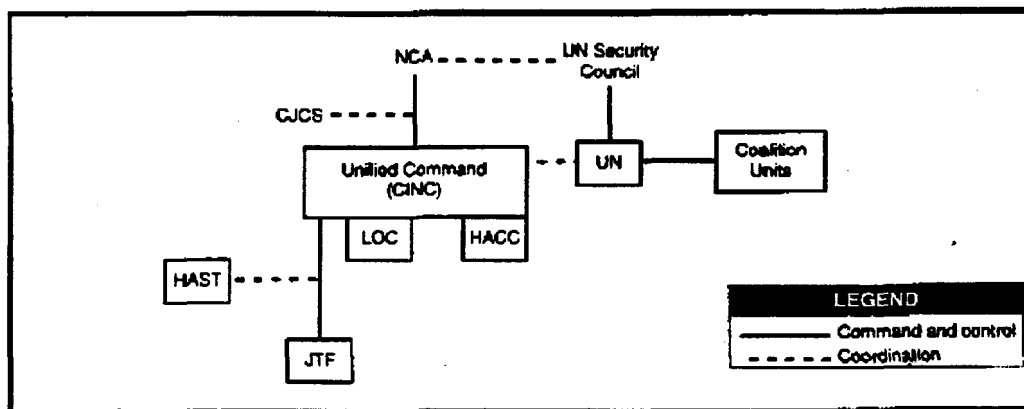 NCA
UN Security
Council
CJCS
Unified Command
(CINC)
UN
Coalition
Units
LOC
HACC
HAST
JTF
LEGEND
Command and control
Coordination